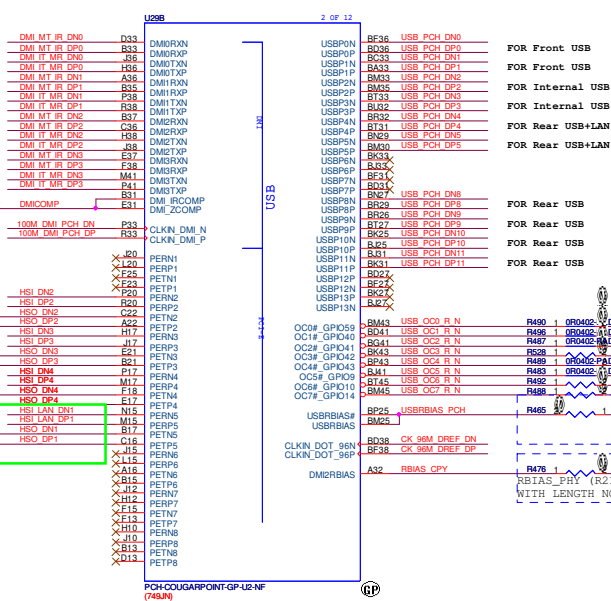 U29B 2 OF 12
DMI_MT_IR_DN0 D33 DMI0RXN USBP0N BF36 USB_PCH_DN0
DMI_MT_IR_DP0 B33 DMI0RXP USBP0P BD36 USB_PCH_DP0 FOR Front USB
DMI_IT_MR_DN0 J36 DMI0TXN USBP1N BC33 USB_PCH_DN1
DMI_IT_MR_DP0 H36 DMI0TXP USBP1P BA33 USB_PCH_DP1 FOR Front USB
DMI_MT_IR_DN1 A36 DMI1RXN USBP2N BM33 USB_PCH_DN2
DMI_MT_IR_DP1 B35 DMI1RXP USBP2P BM35 USB_PCH_DP2 FOR Internal USB
DMI_IT_MR_DN1 P38 DMI1TXN USBP3N BT33 USB_PCH_DN3
DMI_IT_MR_DP1 R38 DMI1TXP USBP3P BU32 USB_PCH_DP3 FOR Internal USB
DMI_MT_IR_DN2 B37 DMI2RXN USBP4N BR32 USB_PCH_DN4
DMI_MT_IR_DP2 C36 DMI2RXP USBP4P BT31 USB_PCH_DP4 FOR Rear USB+LAN
DMI_IT_MR_DN2 H38 DMI2TXN USBP5N BN29 USB_PCH_DN5
DMI_IT_MR_DP2 J38 DMI2TXP USBP5P BM30 USB_PCH_DP5 FOR Rear USB+LAN
DMI_MT_IR_DN3 E37 DMI3RXN USBP6N BK33
DMI_MT_IR_DP3 F38 DMI3RXP USBP6P BJ33
DMI_IT_MR_DN3 M41 DMI3TXN USBP7N BF31
DMI_IT_MR_DP3 P41 DMI3TXP USBP7P BD31
B31 DMI_IRCOMP USBP8N BN27 USB_PCH_DN8
DMICOMP E31 DMI_ZCOMP USBP8P BR29 USB_PCH_DP8 FOR Rear USB
USBP9N BR26 USB_PCH_DN9
100M_DMI_PCH_DN P33 CLKIN_DMI_N USBP9P BT27 USB_PCH_DP9 FOR Rear USB
100M_DMI_PCH_DP R33 CLKIN_DMI_P USBP10N BK25 USB_PCH_DN10
USBP10P BJ25 USB_PCH_DP10 FOR Rear USB
J20 PERN1 USBP11N BJ31 USB_PCH_DN11
L20 PERP1 USBP11P BK31 USB_PCH_DP11 FOR Rear USB
F25 PETN1 USBP12P BD27
F23 PETP1 USBP12N BF27
HSI_DN2 P20 PERN2 USBP13P BK27
HSI_DP2 R20 PERP2 USBP13N BJ27
HSO_DN2 C22 PETN2
HSO_DP2 A22 PETP2 OC0#_GPIO59 BM43 USB_OC0_R_N R490 1
HSI_DN3 H17 PERN3 OC1#_GPIO40 BD41 USB_OC1_R_N R496 1
HSI_DP3 J17 PERP3 OC2#_GPIO41 BG41 USB_OC2_R_N R487 1
HSO_DN3 E21 PETN3 OC3#_GPIO42 BK43 USB_OC3_R_N R528 1
HSO_DP3 B21 PETP3 OC4#_GPIO43 BP43 USB_OC4_R_N R489 1
HSI_DN4 P17 PERN4 OC5#_GPIO9 BJ41 USB_OC5_R_N R483 1
HSI_DP4 M17 PERP4 OC6#_GPIO10 BT45 USB_OC6_R_N R492 1
HSO_DN4 F18 PETN4 OC7#_GPIO14 BM45 USB_OC7_R_N R488 1
HSO_DP4 E17 PETP4
HSI_LAN_DN1 N15 PERN5 USBRBIAS# BP25 USBRBIAS_PCH R465 1
HSI_LAN_DP1 M15 PERP5 USBRBIAS BM25
HSO_DN1 B17 PETN5
HSO_DP1 C16 PETP5 CLKIN_DOT_96N BD38 CK_96M_DREF_DN
J15 PERN6 CLKIN_DOT_96P BF38 CK_96M_DREF_DP
L15 PERP6
A16 PETN6 DMI2RBIAS A32 RBIAS_CPY R476 1
B15 PETP6
J12 PERN7
H12 PERP7
F15 PETN7
F13 PETP7
H10 PERN8
J10 PERP8
B13 PETN8
D13 PETP8
DMI
USB
PCI-E
RBIAS_PHY (R2
WITH LENGTH NO
PCH-COUGARPOINT-GP-U2-NF
(749JN)
GP